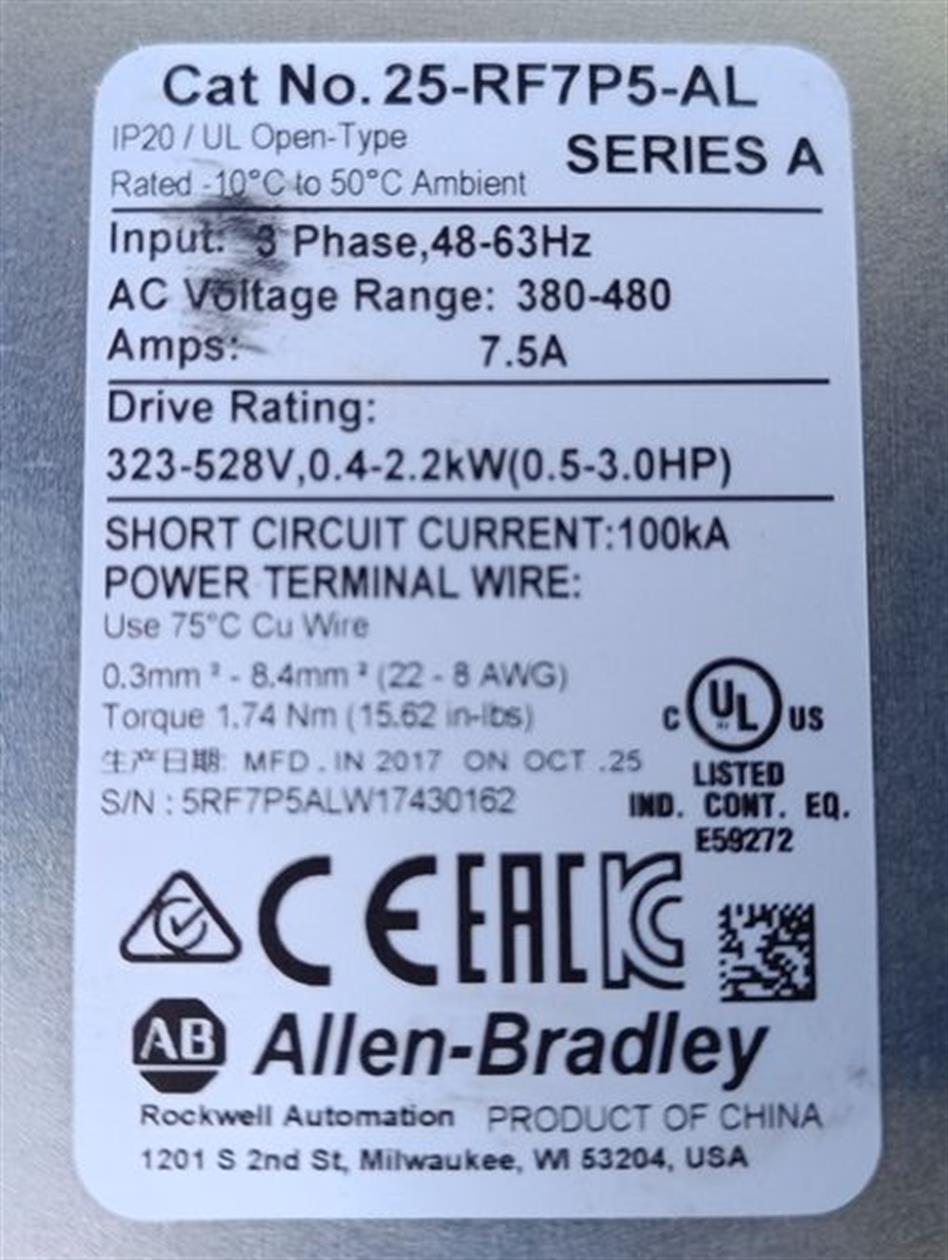 Cat No. 25-RF7P5-AL
IP20 / UL Open-Type
SERIES A
Rated -10°C to 50°C Ambient
Input: 3 Phase,48-63Hz
AC Voltage Range: 380-480
Amps: 7.5A
Drive Rating:
323-528V,0.4-2.2kW(0.5-3.0HP)
SHORT CIRCUIT CURRENT:100kA
POWER TERMINAL WIRE:
Use 75°C Cu Wire
0.3mm² - 8.4mm² (22 - 8 AWG)
Torque 1.74 Nm (15.62 in-lbs)
生产日期: MFD . IN 2017 ON OCT .25
S/N : 5RF7P5ALW17430162
C UL US
LISTED
IND. CONT. EQ.
E59272
CE EAC KC
AB Allen-Bradley
Rockwell Automation PRODUCT OF CHINA
1201 S 2nd St, Milwaukee, WI 53204, USA